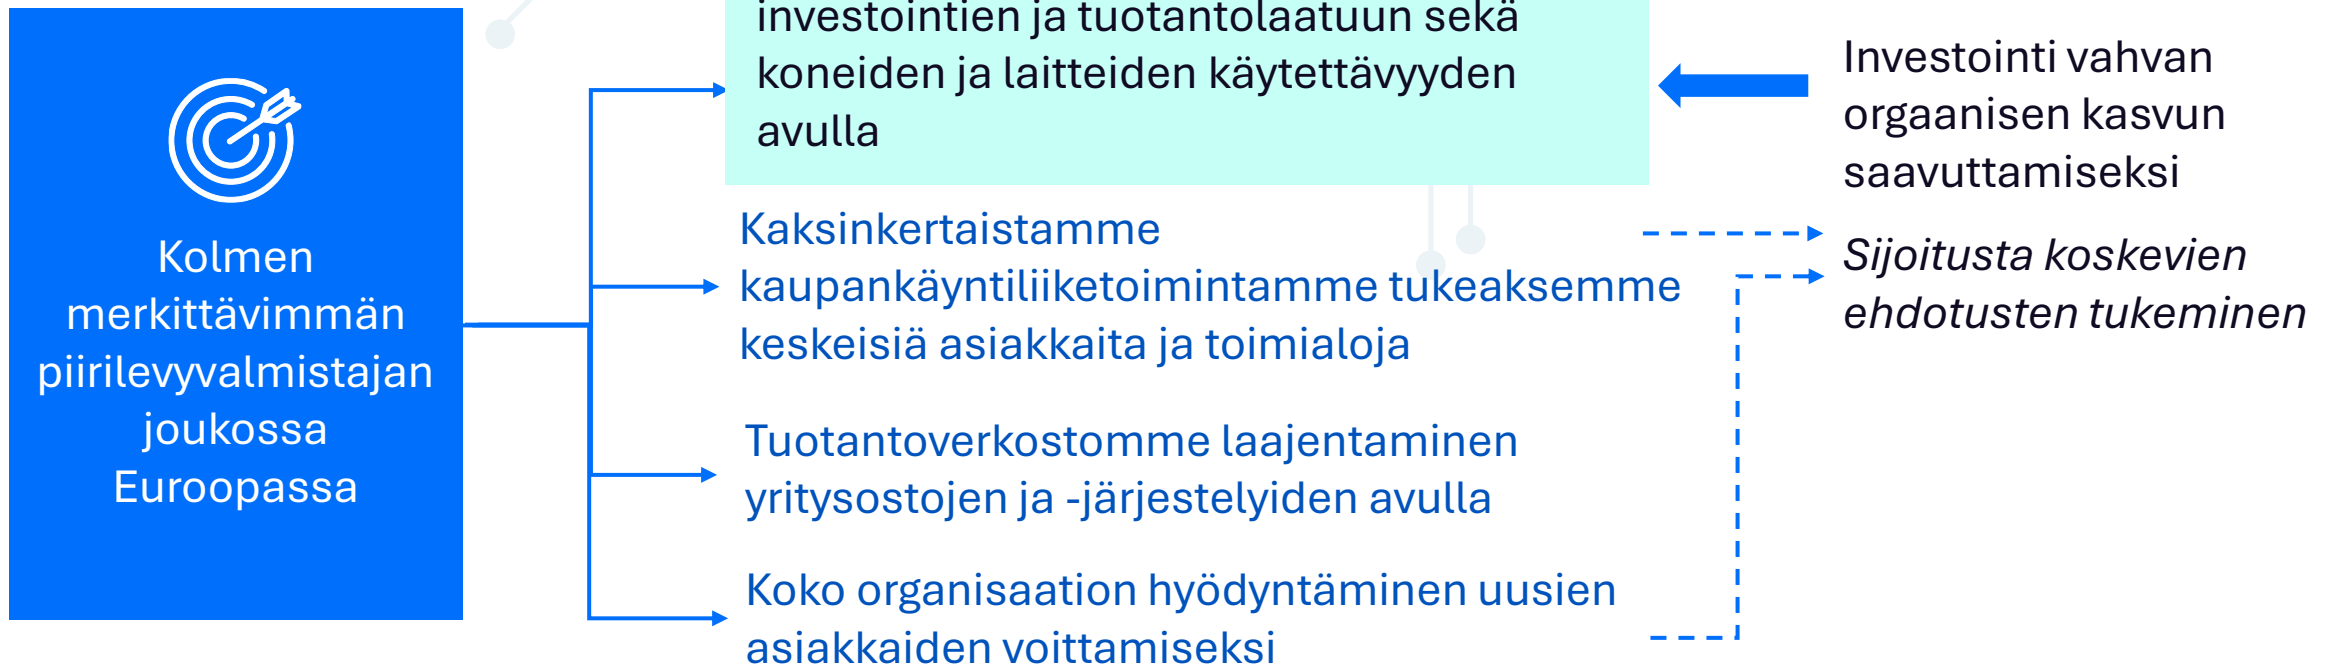 Kolmen
merkittävimmän
piirilevyvalmistajan
joukossa
Euroopassa
investointien ja tuotantolaatuun sekä
koneiden ja laitteiden käytettävyyden
avulla
Kaksinkertaistamme
kaupankäyntiliiketoimintamme tukeaksemme
keskeisiä asiakkaita ja toimialoja
Tuotantoverkostomme laajentaminen
yritysostojen ja -järjestelyiden avulla
Koko organisaation hyödyntäminen uusien
asiakkaiden voittamiseksi
Investointi vahvan
orgaanisen kasvun
saavuttamiseksi
Sijoitusta koskevien
ehdotusten tukeminen